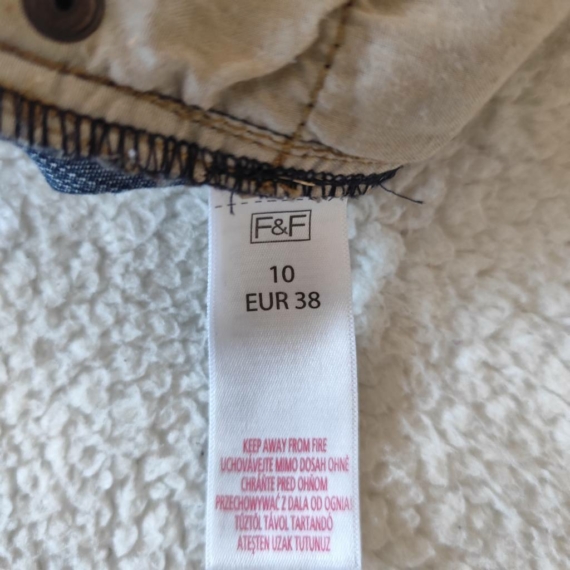 F&F
10
EUR 38
KEEP AWAY FROM FIRE
UCHOVÁVEJTE MIMO DOSAH OHNĚ
CHRÁŇTE PRED OHŇOM
PRZECHOWYWAĆ Z DALA OD OGNIA
TŰZTŐL TÁVOL TARTANDÓ
ATEŞTEN UZAK TUTUNUZ